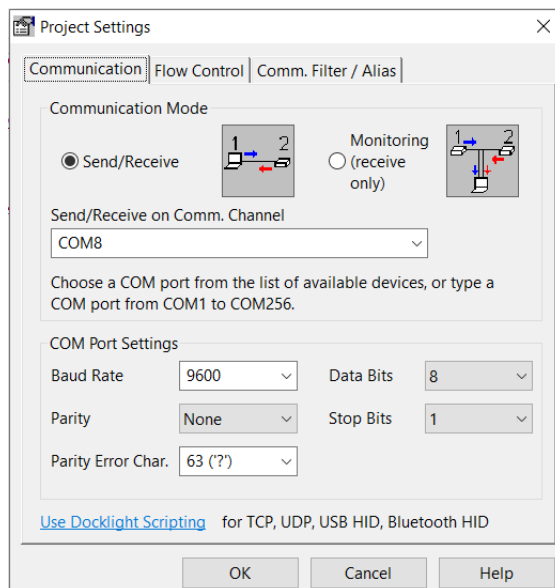 Project Settings
Communication
Flow Control
Comm. Filter / Alias
Communication Mode
1 2
Send/Receive
Monitoring
(receive
only)
1 2
Send/Receive on Comm. Channel
COM8
Choose a COM port from the list of available devices, or type a
COM port from COM1 to COM256.
COM Port Settings
Baud Rate 9600 Data Bits 8
Parity None Stop Bits 1
Parity Error Char. 63 ('?')
Use Docklight Scripting for TCP, UDP, USB HID, Bluetooth HID
OK Cancel Help